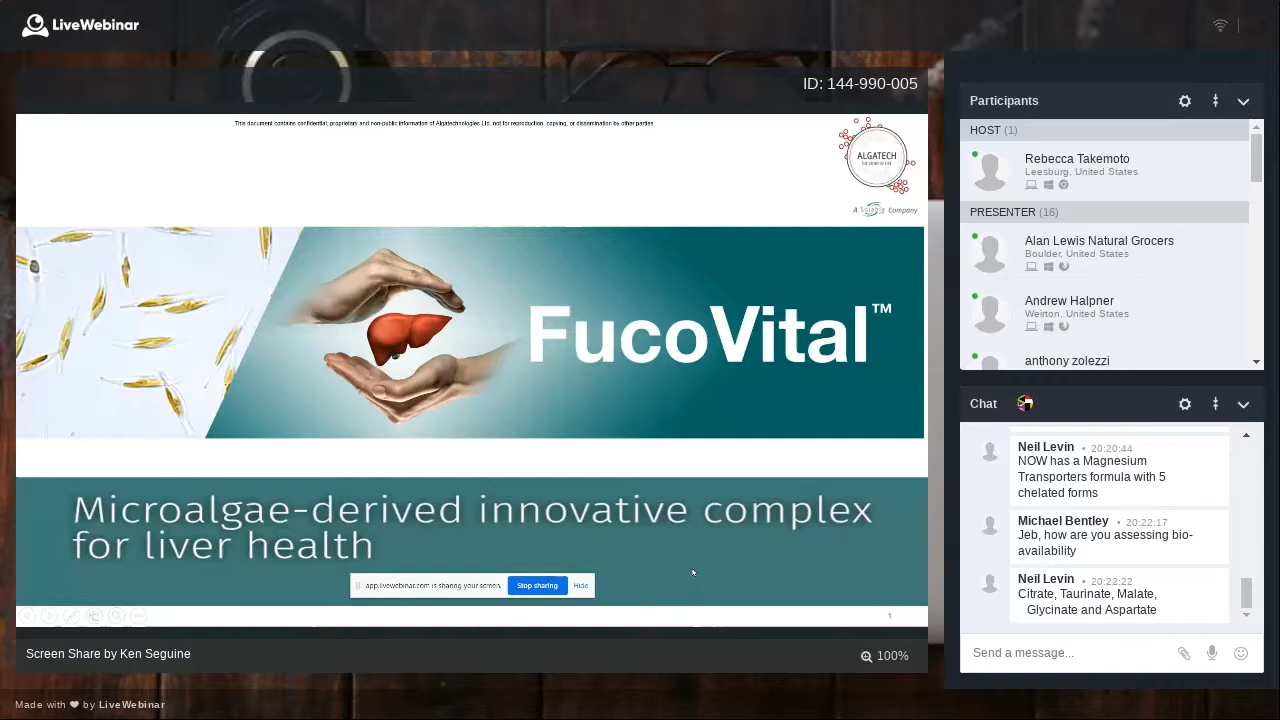 LiveWebinar
ID: 144-990-005
This document contains confidential, proprietary and non-public information of Algatechnologies Ltd. not for reproduction, copying, or dissemination by other parties
ALGATECH
THE STORY OF LIFE
A Solabia Company
FucoVital™
Microalgae-derived innovative complex
for liver health
app.livewebinar.com is sharing your screen.
Stop sharing
Hide
1
Screen Share by Ken Seguine
100%
Made with ❤ by LiveWebinar
Participants
HOST (1)
Rebecca Takemoto
Leesburg, United States
PRESENTER (16)
Alan Lewis Natural Grocers
Boulder, United States
Andrew Halpner
Weirton, United States
anthony zolezzi
Chat
Neil Levin • 20:20:44
NOW has a Magnesium
Transporters formula with 5
chelated forms
Michael Bentley • 20:22:17
Jeb, how are you assessing bio-
availability
Neil Levin • 20:22:22
Citrate, Taurinate, Malate,
Glycinate and Aspartate
Send a message...